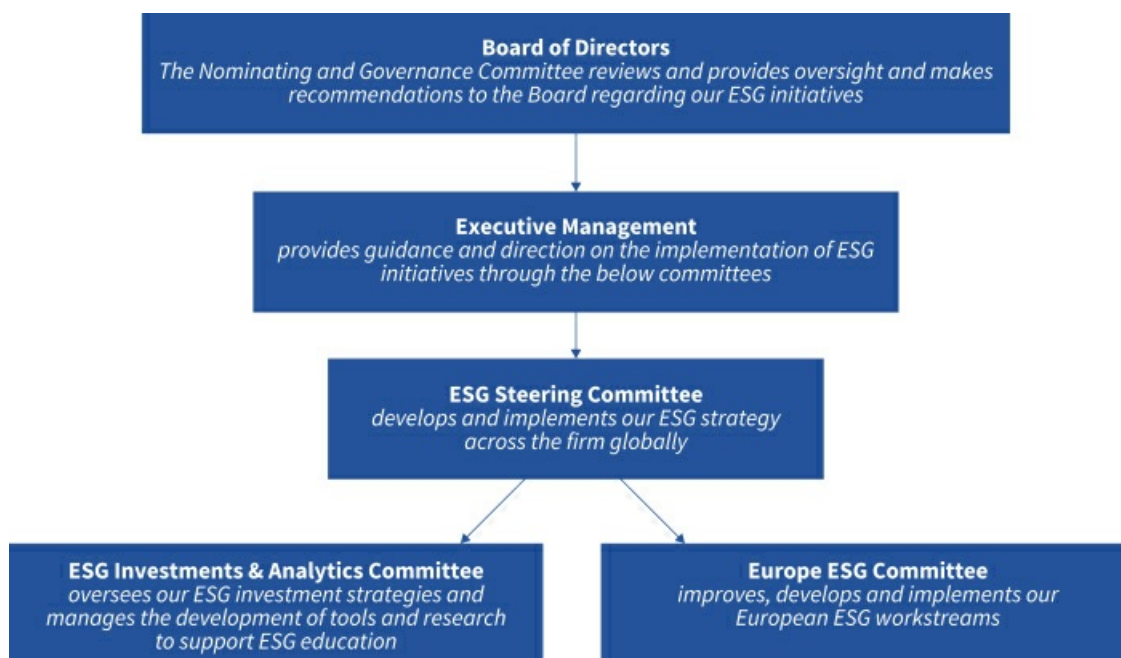 Board of Directors
The Nominating and Governance Committee reviews and provides oversight and makes
recommendations to the Board regarding our ESG initiatives
Executive Management
provides guidance and direction on the implementation of ESG
initiatives through the below committees
ESG Steering Committee
develops and implements our ESG strategy
across the firm globally
ESG Investments & Analytics Committee
oversees our ESG investment strategies and
manages the development of tools and research
to support ESG education
Europe ESG Committee
improves, develops and implements our
European ESG workstreams